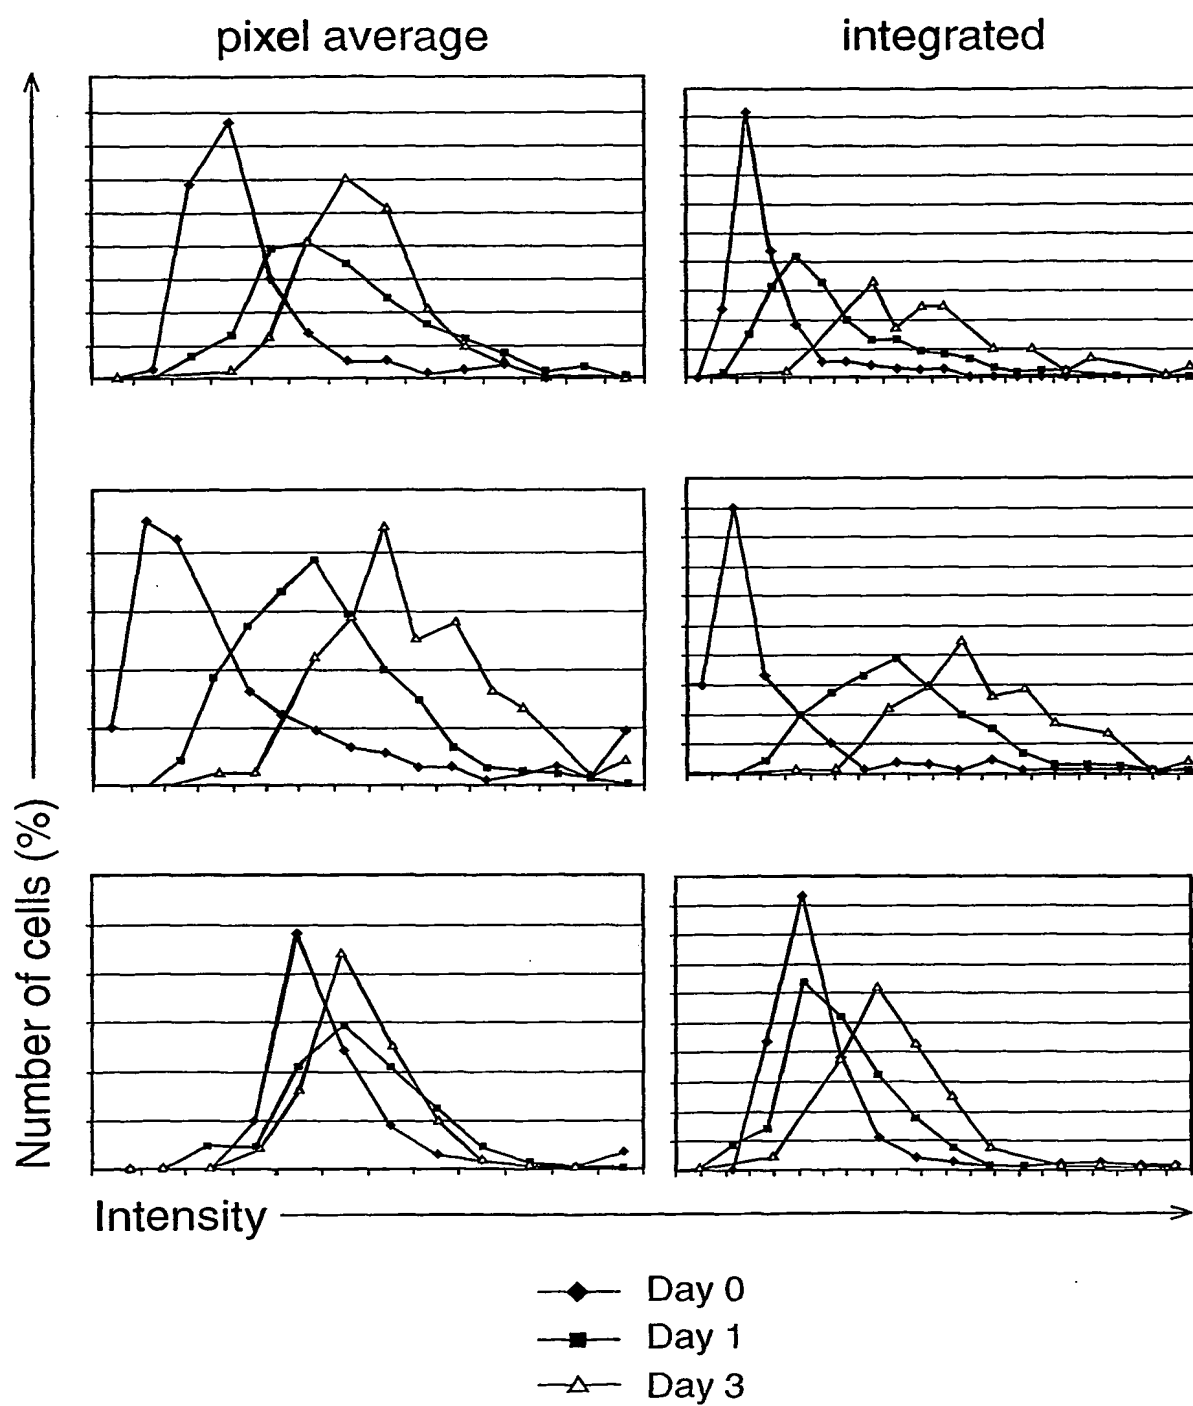 pixel average
integrated
Number of cells (%)
Intensity
Day 0
Day 1
Day 3